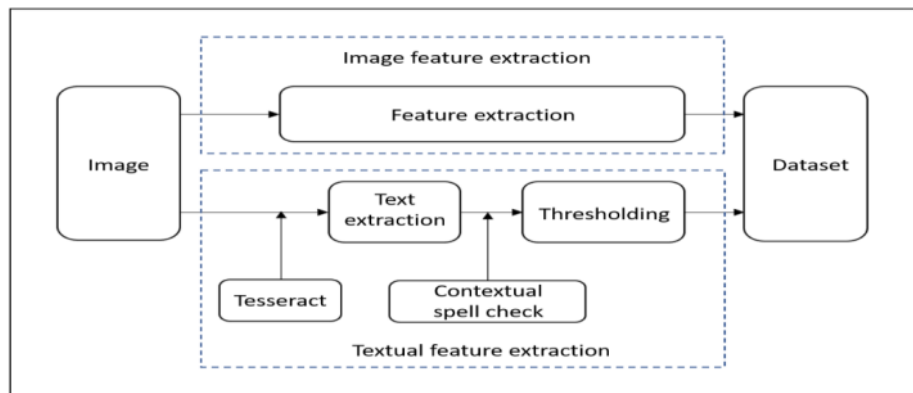 Image feature extraction
Feature extraction
Image
Dataset
Text
extraction
Thresholding
Tesseract
Contextual
spell check
Textual feature extraction